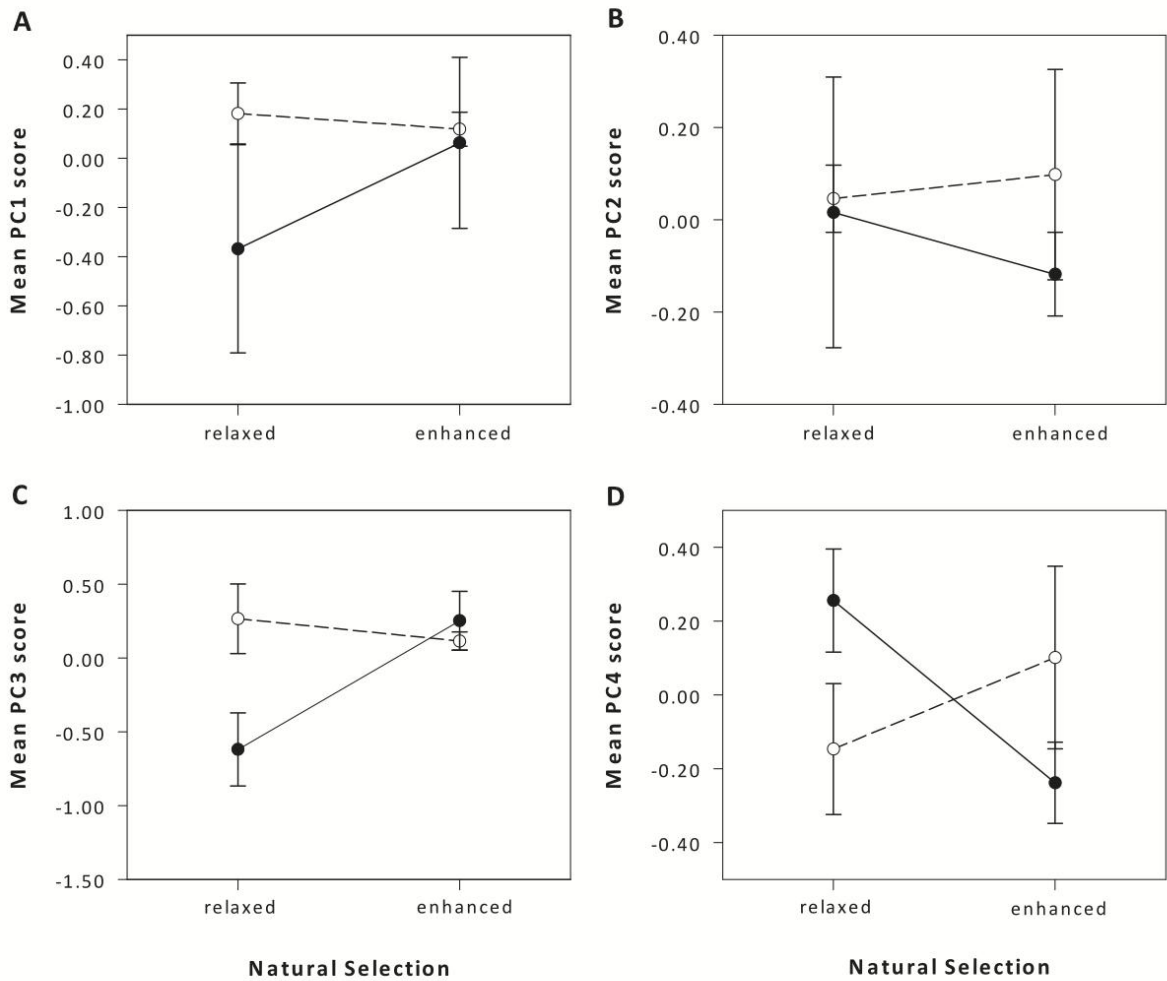 A
Mean PC1 score
0.40
0.20
0.00
-0.20
-0.40
-0.60
-0.80
-1.00
relaxed
enhanced
B
Mean PC2 score
0.40
0.20
0.00
-0.20
-0.40
relaxed
enhanced
C
Mean PC3 score
1.00
0.50
0.00
-0.50
-1.00
-1.50
relaxed
enhanced
Natural Selection
D
Mean PC4 score
0.40
0.20
0.00
-0.20
-0.40
relaxed
enhanced
Natural Selection